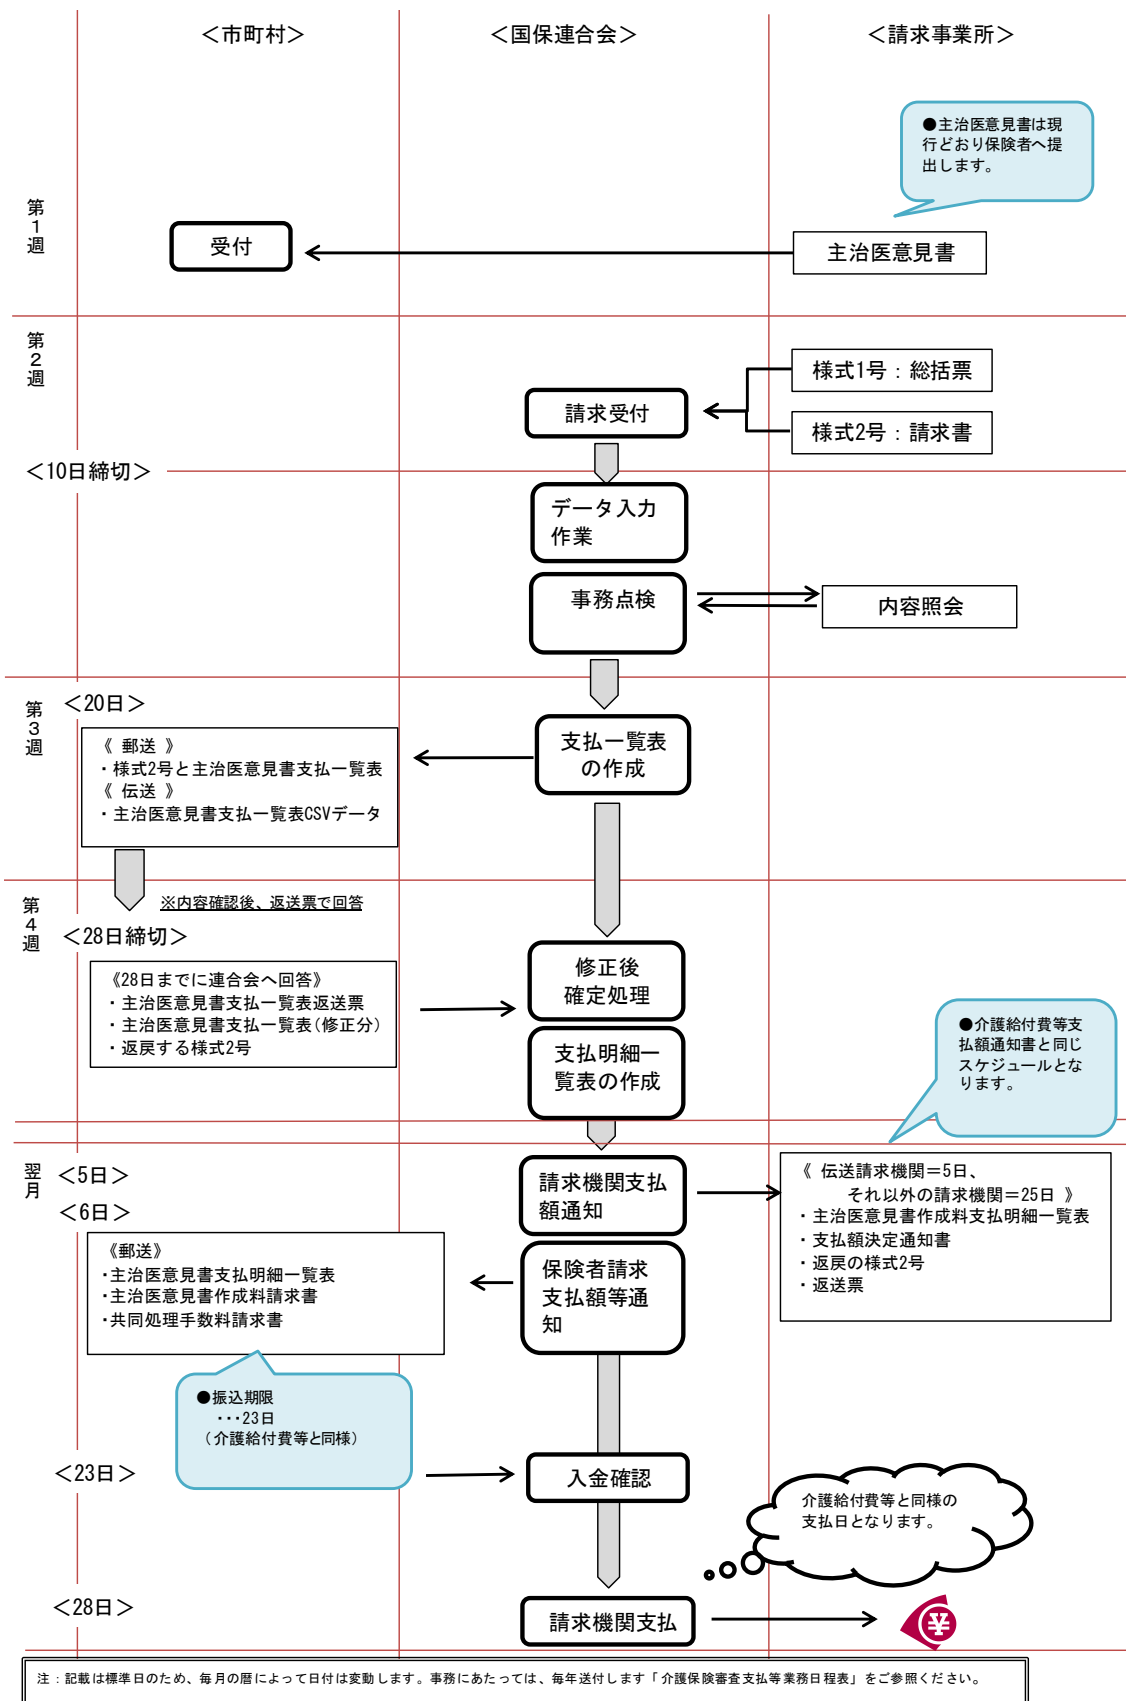 ＜市町村＞
＜国保連合会＞
＜請求事業所＞
●主治医意見書は現
行どおり保険者へ提
出します。
第1週
受付
主治医意見書
第2週
様式1号：総括票
請求受付
様式2号：請求書
＜10日締切＞
データ入力
作業
事務点検
内容照会
第3週
＜20日＞
《 郵送 》
・様式2号と主治医意見書支払一覧表
《 伝送 》
・主治医意見書支払一覧表CSVデータ
支払一覧表
の作成
第4週
※内容確認後、返送票で回答
＜28日締切＞
《28日までに連合会へ回答》
・主治医意見書支払一覧表返送票
・主治医意見書支払一覧表（修正分）
・返戻する様式2号
修正後
確定処理
支払明細一
覧表の作成
●介護給付費等支
払額通知書と同じ
スケジュールとな
ります。
翌月
＜5日＞
請求機関支払
額通知
《 伝送請求機関＝5日、
それ以外の請求機関＝25日 》
・主治医意見書作成料支払明細一覧表
・支払額決定通知書
・返戻の様式2号
・返送票
＜6日＞
《郵送》
・主治医意見書支払明細一覧表
・主治医意見書作成料請求書
・共同処理手数料請求書
保険者請求
支払額等通
知
●振込期限
・・・23日
（介護給付費等と同様）
＜23日＞
入金確認
介護給付費等と同様の
支払日となります。
＜28日＞
請求機関支払
¥
注：記載は標準日のため、毎月の暦によって日付は変動します。事務にあたっては、毎年送付します「介護保険審査支払等業務日程表」をご参照ください。